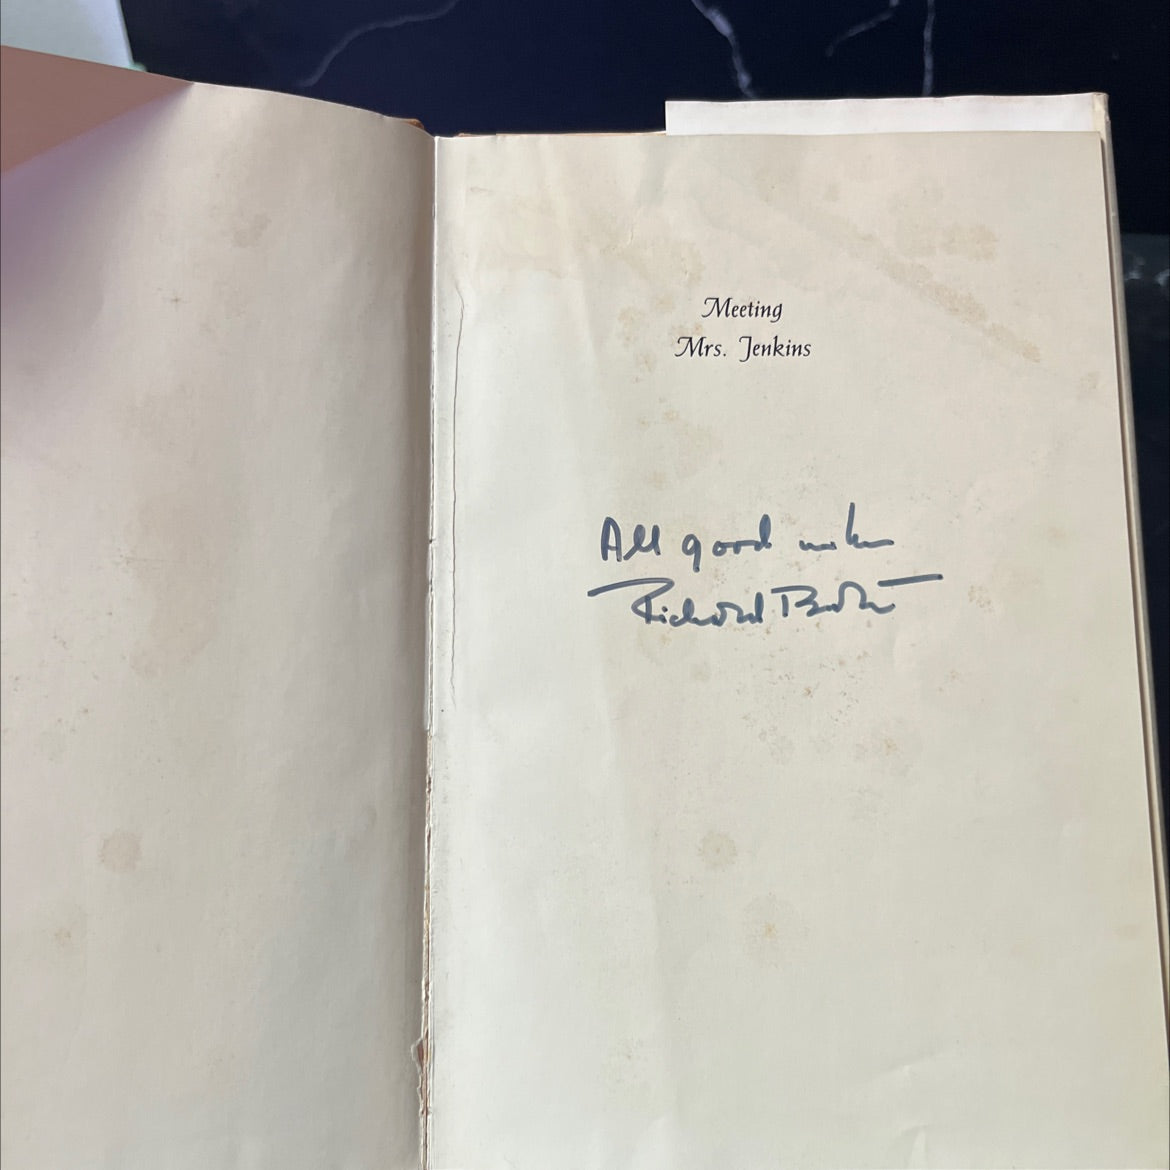 Meeting
Mrs. Jenkins
All good wishes
Richard Burton